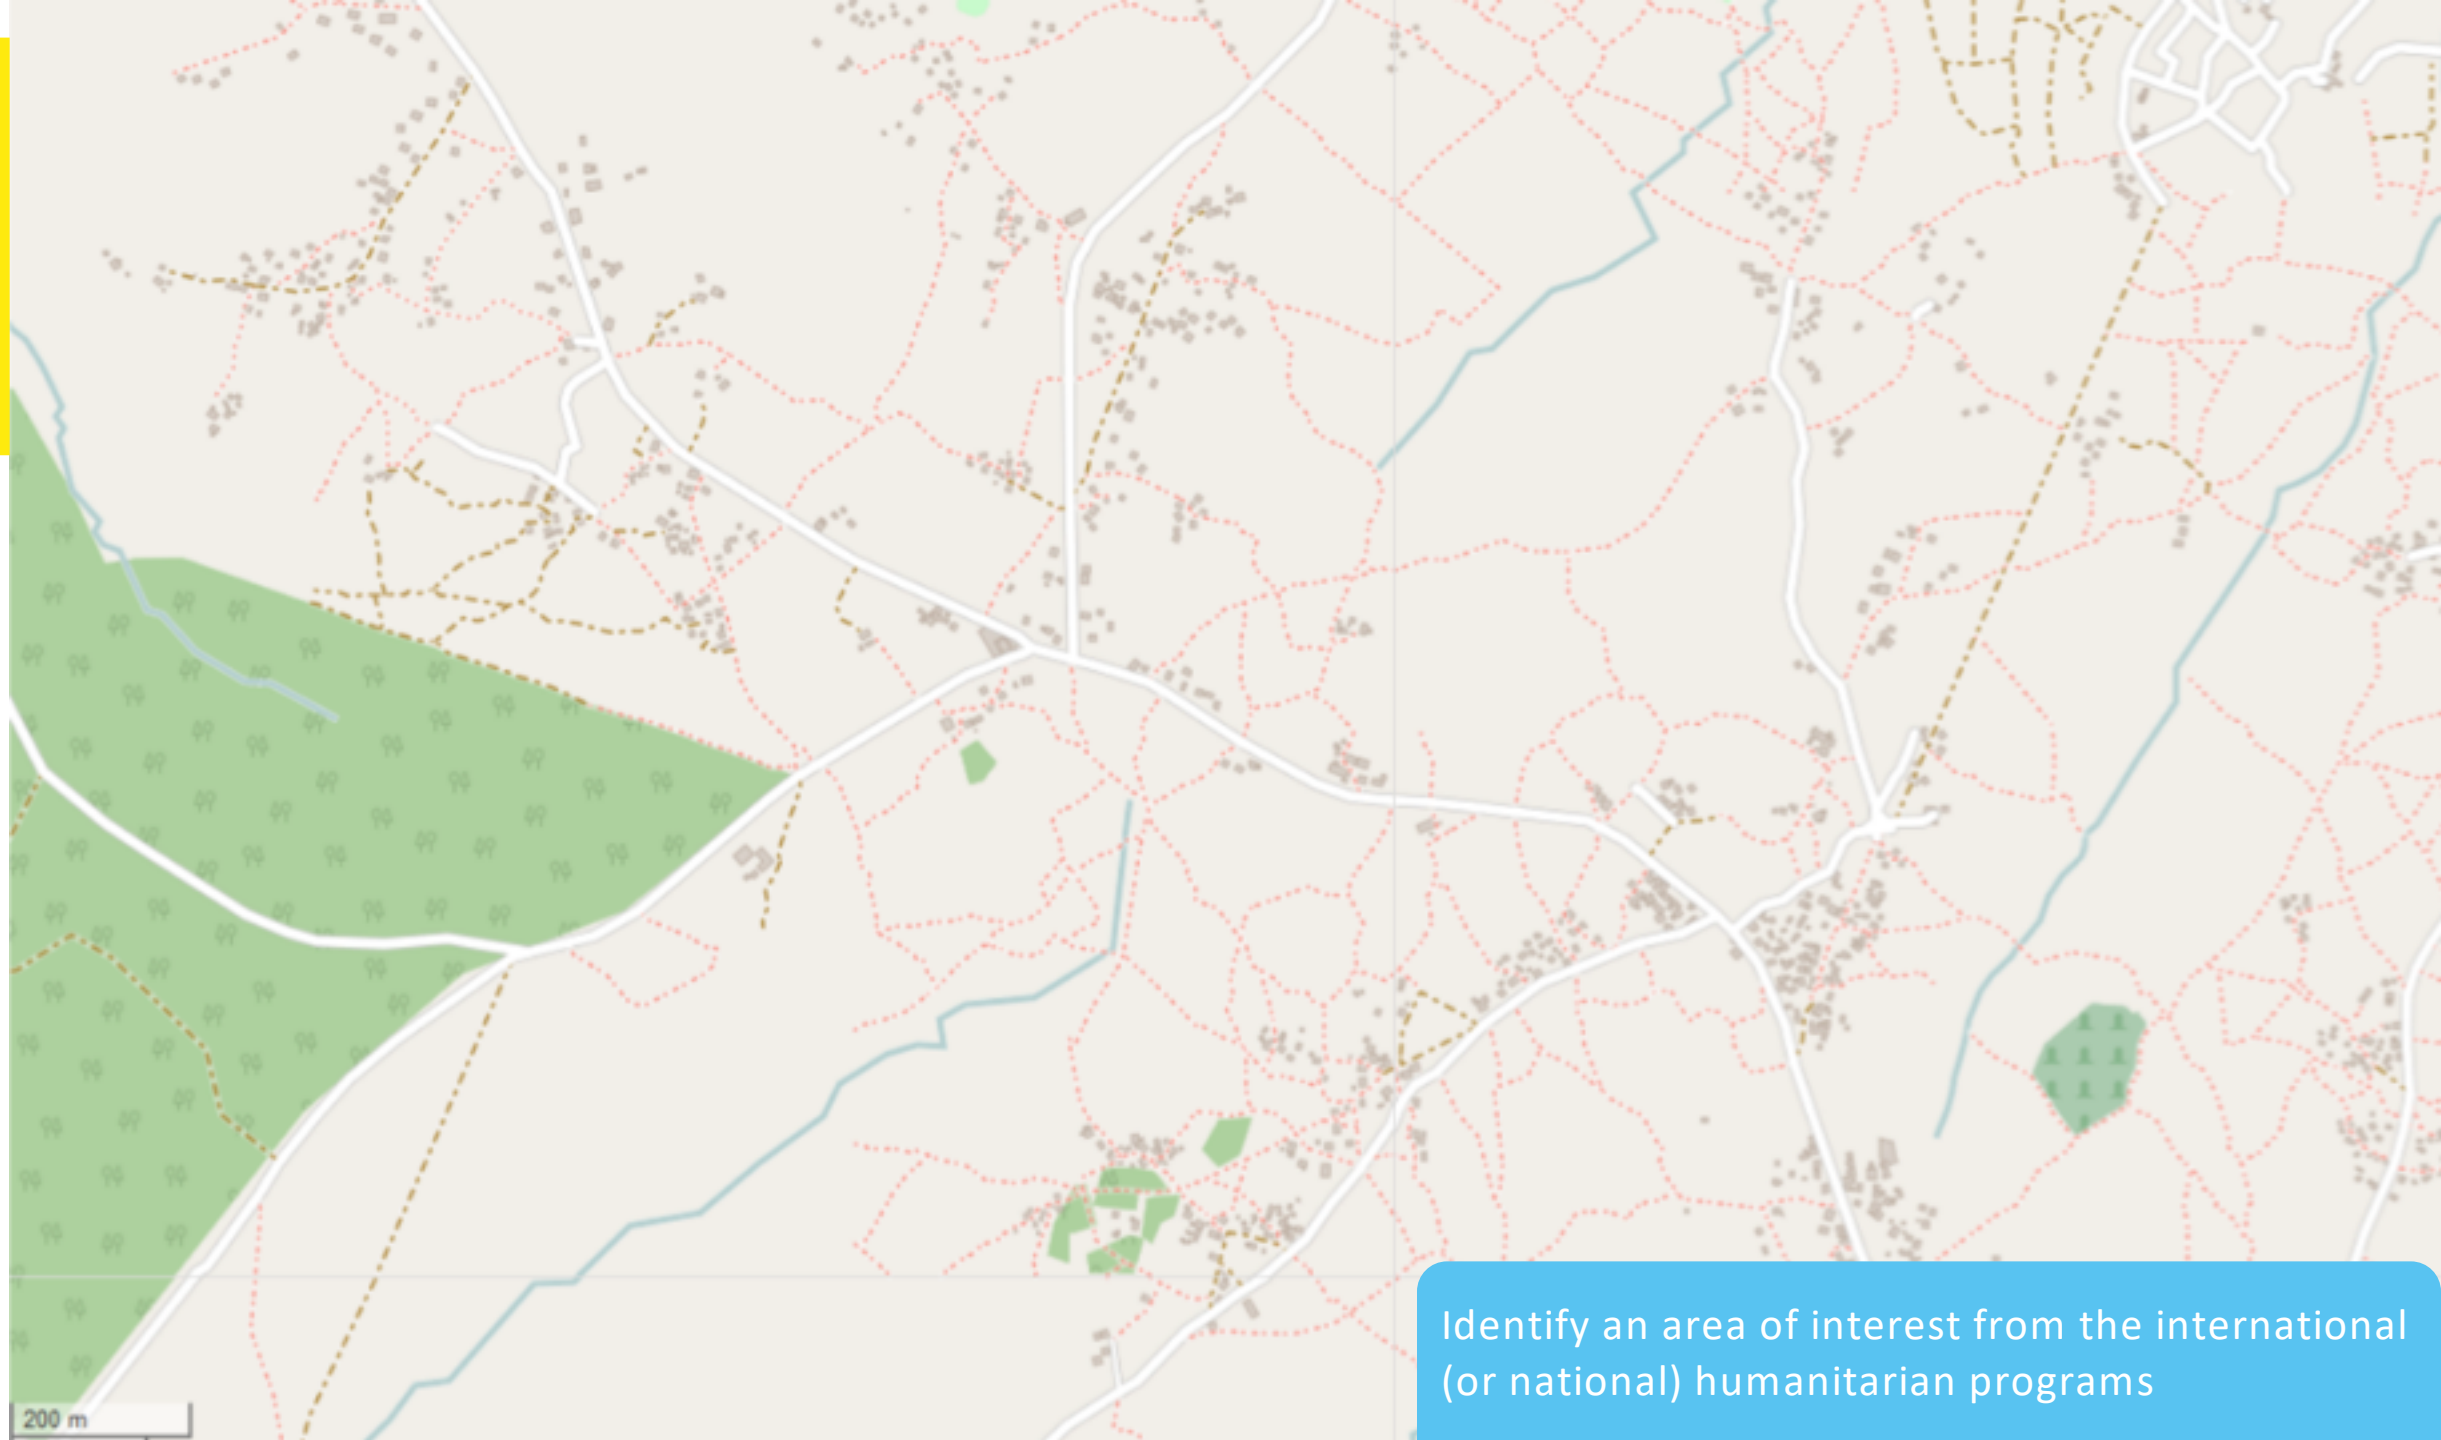 200 m
Identify an area of interest from the international
(or national) humanitarian programs